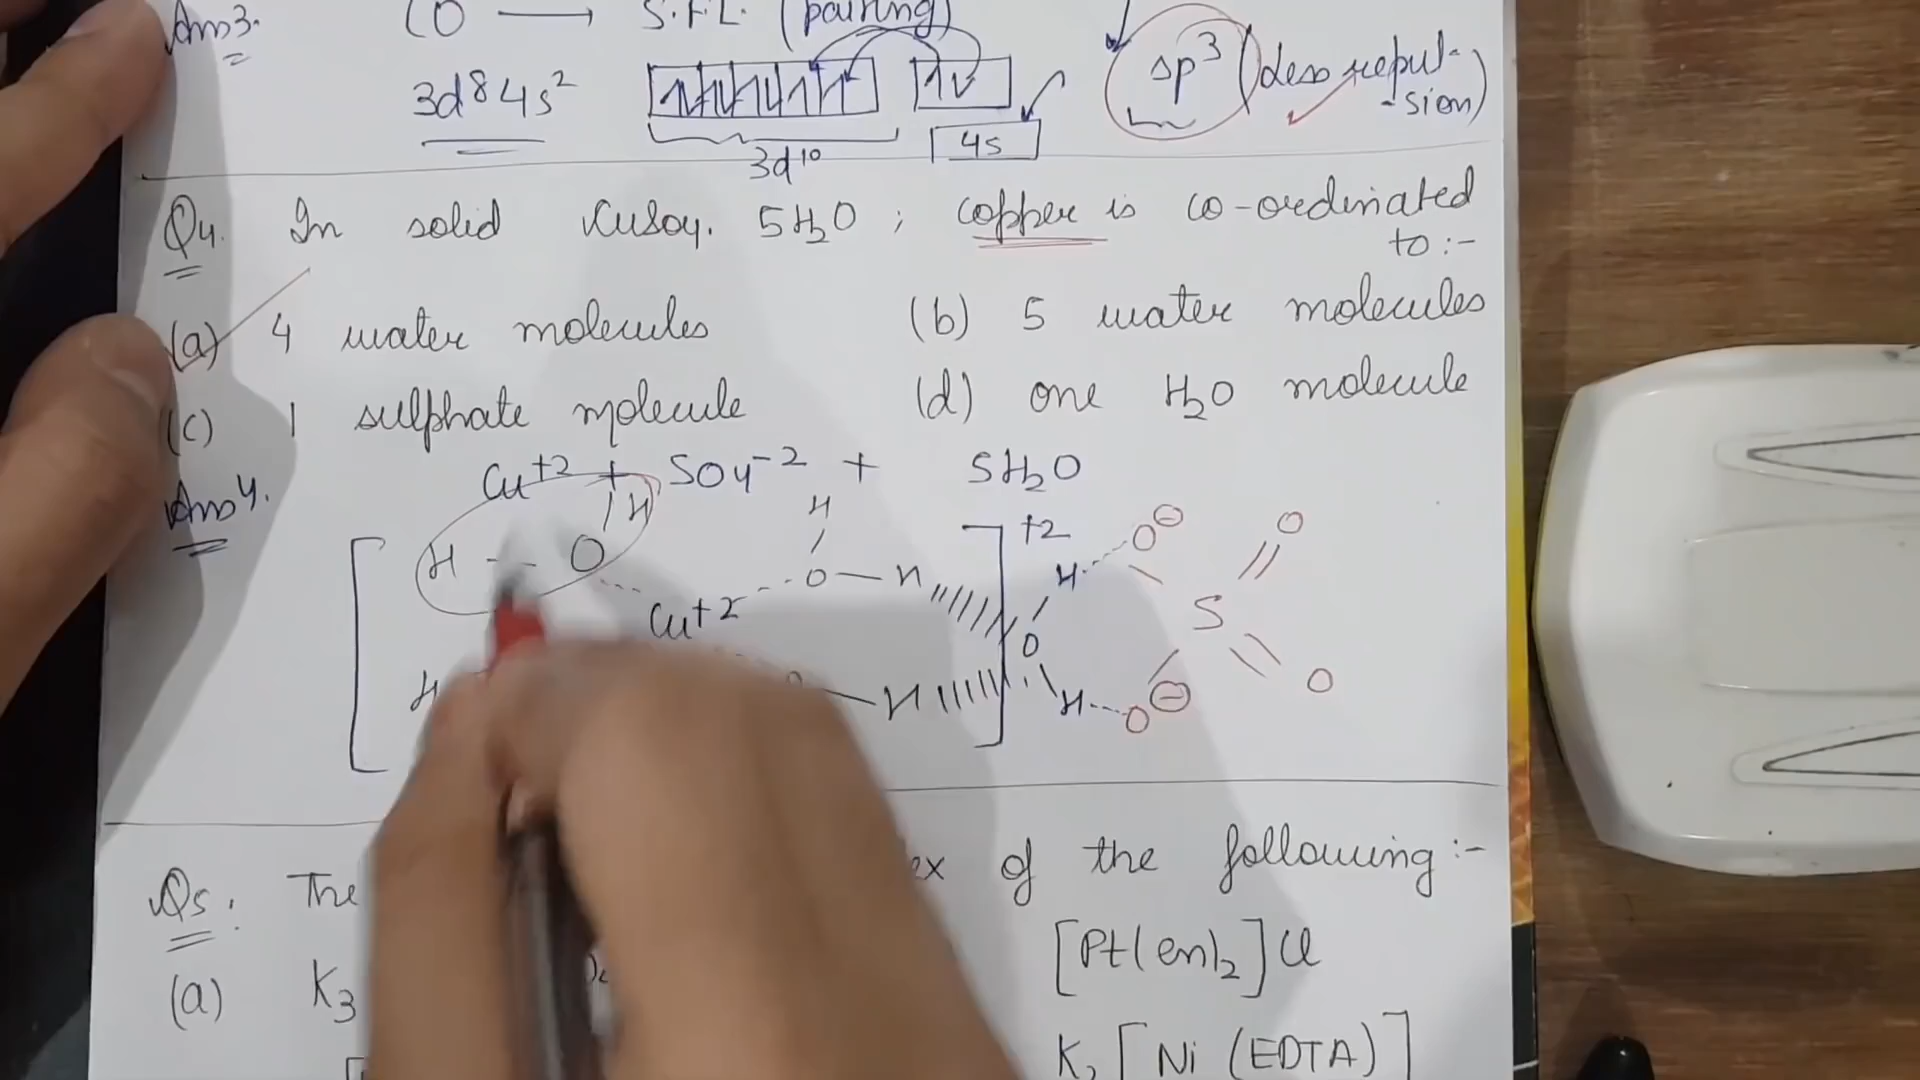 Ans3. CO → S.F.L. (pairing)
3d⁸4s² sp³ (less repulsion)
3d¹⁰ 4s
Q4. In solid CuSO4. 5H2O ; copper is co-ordinated to :-
(a) 4 water molecules (b) 5 water molecules
(c) 1 sulphate molecule (d) one H2O molecule
Ans4. Cu+2 + SO4-2 + 5H2O
H H +2 O⊖ O
H O O H H S
Cu+2 O
H O H H O⊖ O
Q5. The ex of the following :-
(a) K3 [Pt(en)2]Cl
K2 [Ni (EDTA)]